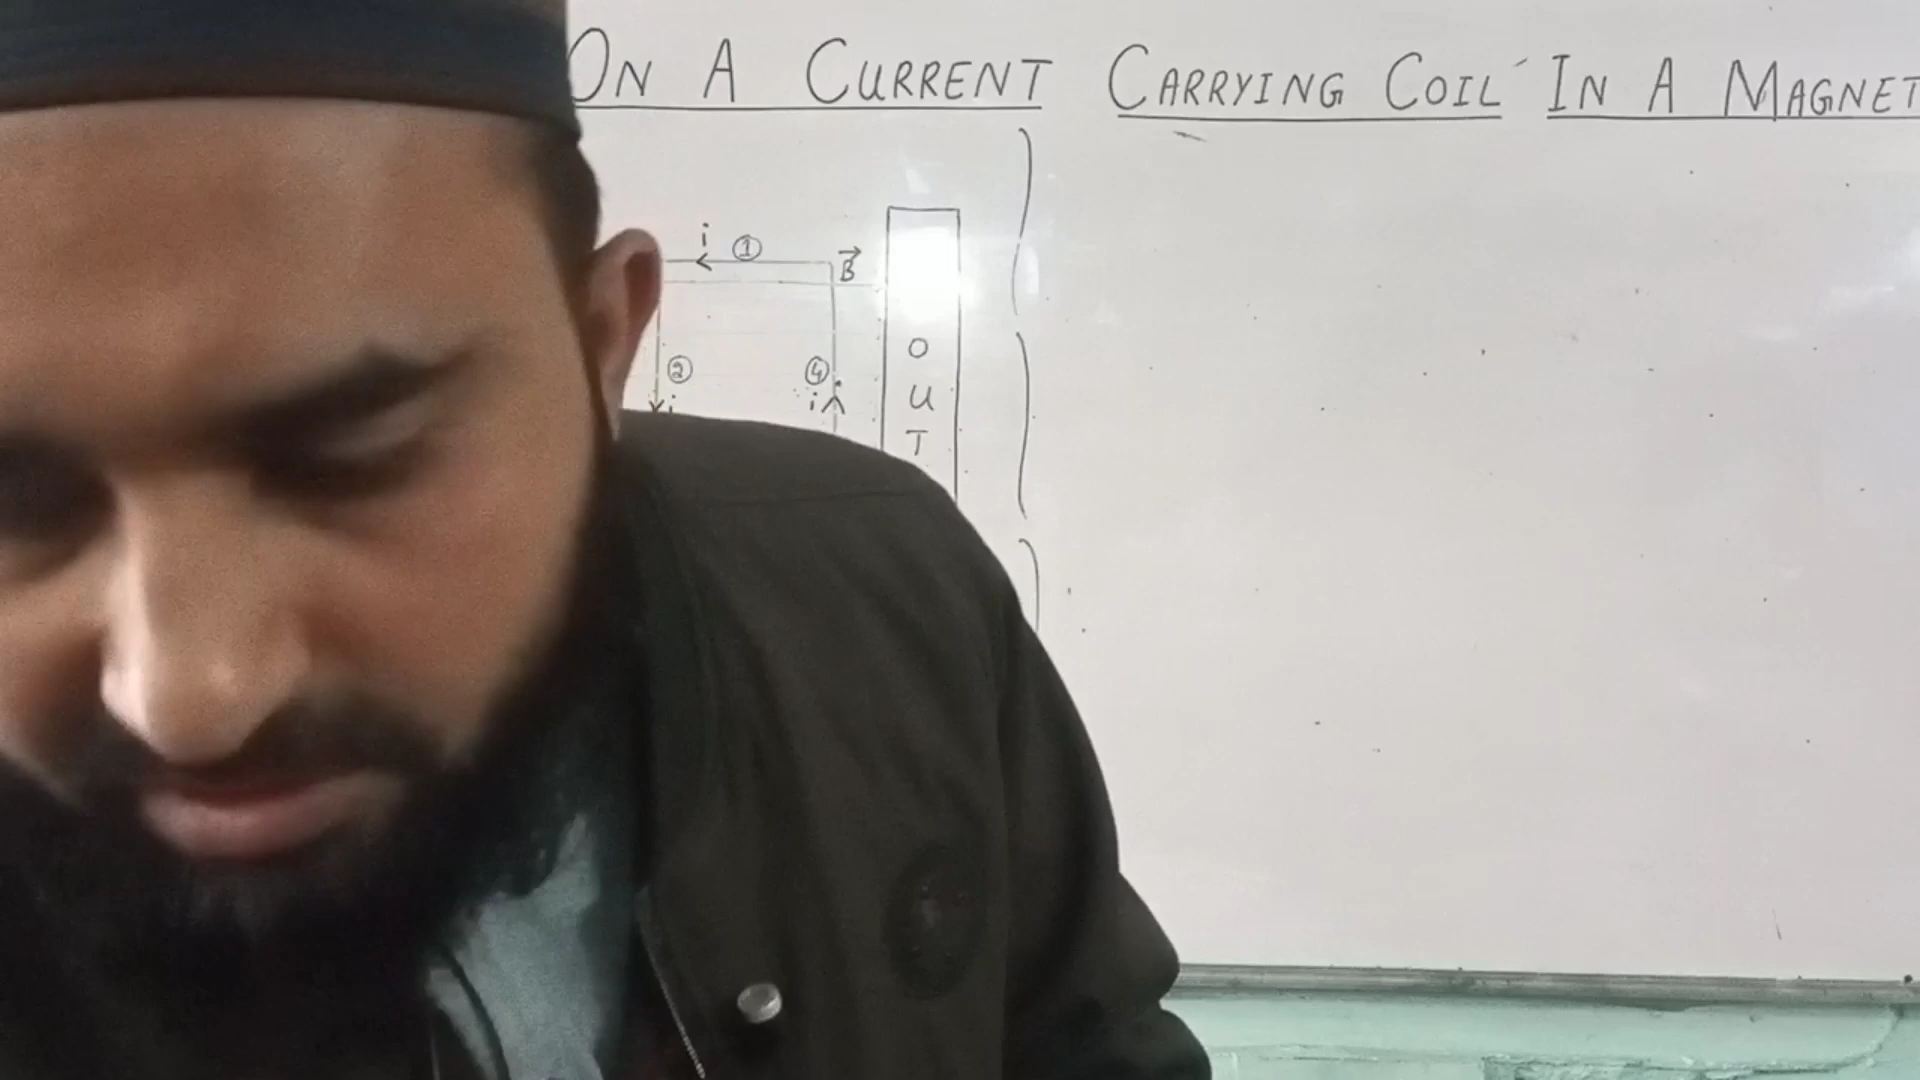 ON A CURRENT CARRYING COIL IN A MAGNET
i ①
B
②
④
i
i
O
U
T